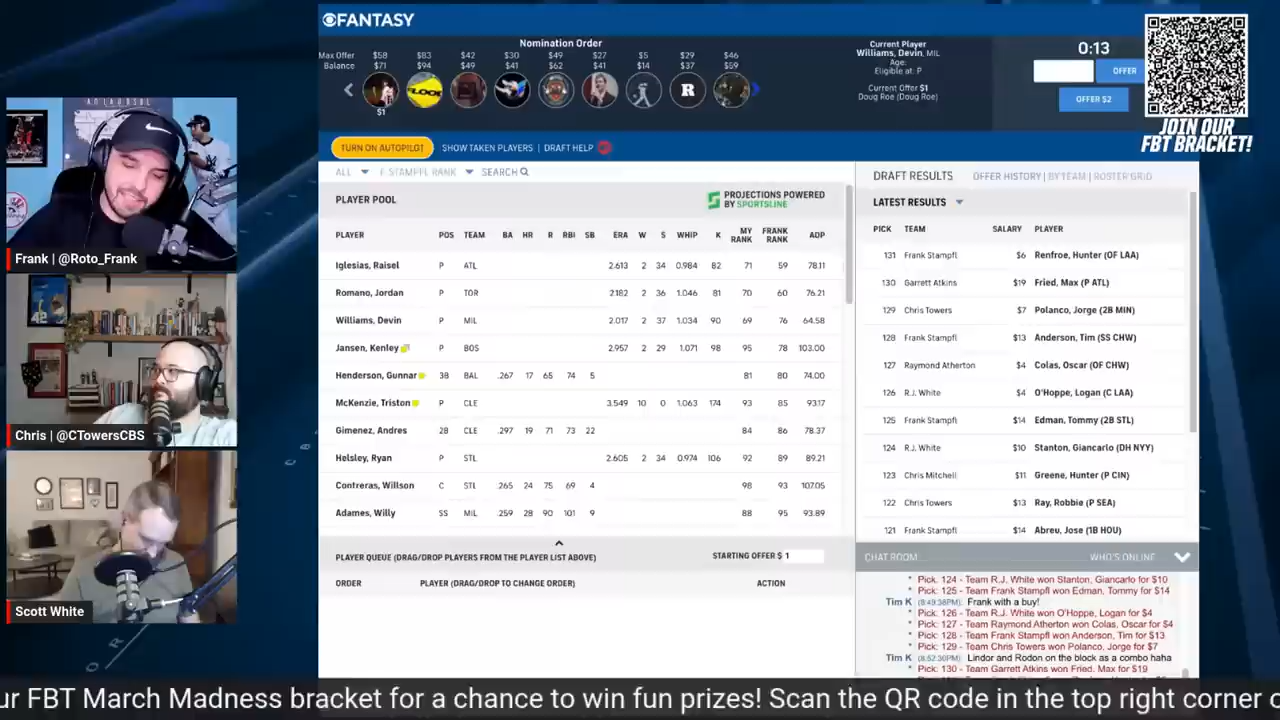 FANTASY
Nomination Order
Max Offer $58 $83 $42 $30 $49 $27 $5 $29 $46
Balance $71 $94 $49 $41 $62 $41 $14 $37 $59
R
$1
Current Player
Williams, Devin, MIL
Age:
Eligible at: P
Current Offer $1
Doug Roe (Doug Roe)
0:13
OFFER
OFFER $2
JOIN OUR
FBT BRACKET!
TURN ON AUTOPILOT SHOW TAKEN PLAYERS | DRAFT HELP
ALL F. STAMPFL RANK SEARCH
PLAYER POOL
PROJECTIONS POWERED
BY SPORTSLINE
PLAYER POS TEAM BA HR R RBI SB ERA W S WHIP K MY RANK FRANK RANK ADP
Iglesias, Raisel P ATL 2.613 2 34 0.984 82 71 59 78.11
Romano, Jordan P TOR 2.182 2 36 1.046 81 70 60 76.21
Williams, Devin P MIL 2.017 2 37 1.034 90 69 76 64.58
Jansen, Kenley P BOS 2.957 2 29 1.071 98 95 78 103.00
Henderson, Gunnar 3B BAL .267 17 65 74 5 81 80 74.00
McKenzie, Triston P CLE 3.549 10 0 1.063 174 93 85 93.17
Gimenez, Andres 2B CLE .297 19 71 73 22 84 86 78.37
Helsley, Ryan P STL 2.605 2 34 0.974 106 92 89 89.21
Contreras, Willson C STL .265 24 75 69 4 98 93 107.05
Adames, Willy SS MIL .259 28 90 101 9 88 95 93.89
PLAYER QUEUE (DRAG/DROP PLAYERS FROM THE PLAYER LIST ABOVE) STARTING OFFER $ 1
ORDER PLAYER (DRAG/DROP TO CHANGE ORDER) ACTION
DRAFT RESULTS OFFER HISTORY | BY TEAM | ROSTER GRID
LATEST RESULTS
PICK TEAM SALARY PLAYER
131 Frank Stampfl $6 Renfroe, Hunter (OF LAA)
130 Garrett Atkins $19 Fried, Max (P ATL)
129 Chris Towers $7 Polanco, Jorge (2B MIN)
128 Frank Stampfl $13 Anderson, Tim (SS CHW)
127 Raymond Atherton $4 Colas, Oscar (OF CHW)
126 R.J. White $4 O'Hoppe, Logan (C LAA)
125 Frank Stampfl $14 Edman, Tommy (2B STL)
124 R.J. White $10 Stanton, Giancarlo (DH NYY)
123 Chris Mitchell $11 Greene, Hunter (P CIN)
122 Chris Towers $13 Ray, Robbie (P SEA)
121 Frank Stampfl $14 Abreu, Jose (1B HOU)
CHAT ROOM WHO'S ONLINE
* Pick: 124 - Team R.J. White won Stanton, Giancarlo for $10
* Pick: 125 - Team Frank Stampfl won Edman, Tommy for $14
Tim K (8:49:38PM): Frank with a buy!
* Pick: 126 - Team R.J. White won O'Hoppe, Logan for $4
* Pick: 127 - Team Raymond Atherton won Colas, Oscar for $4
* Pick: 128 - Team Frank Stampfl won Anderson, Tim for $13
* Pick: 129 - Team Chris Towers won Polanco, Jorge for $7
Tim K (8:52:30PM): Lindor and Rodon on the block as a combo haha
* Pick: 130 - Team Garrett Atkins won Fried, Max for $19
Frank | @Roto_Frank
Chris | @CTowersCBS
Scott White
ur FBT March Madness bracket for a chance to win fun prizes! Scan the QR code in the top right corner o